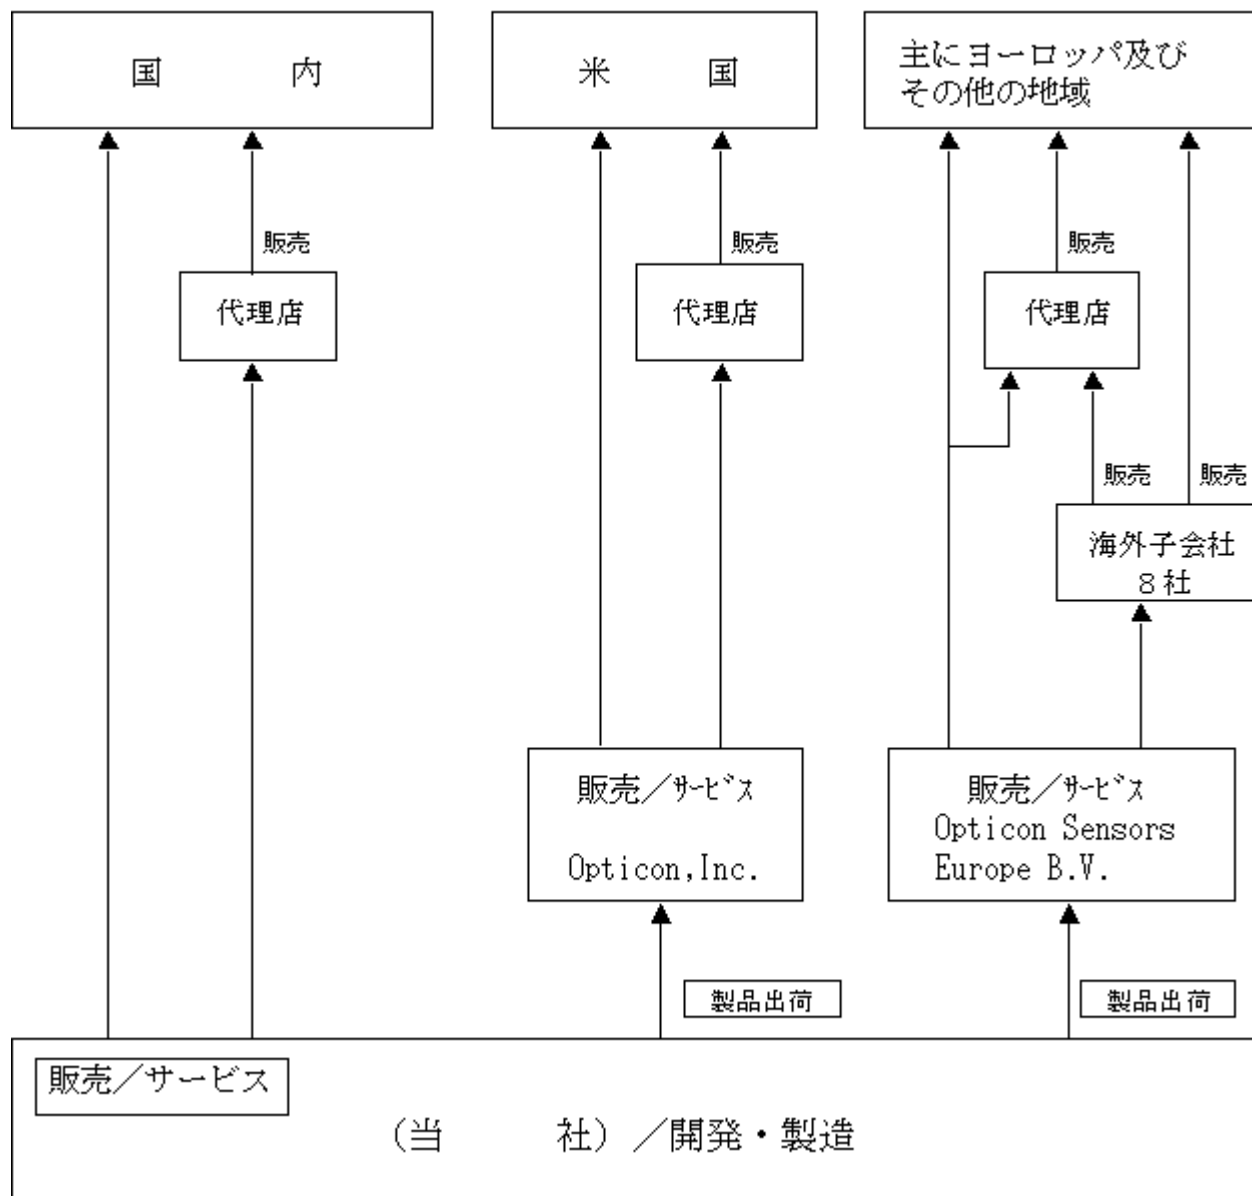 国　　　　内
米　　　国
主にヨーロッパ及び
その他の地域
販売
販売
販売
代理店
代理店
代理店
販売
販売
海外子会社
８社
販売／ｻｰﾋﾞｽ
Opticon,Inc.
販売／ｻｰﾋﾞｽ
Opticon Sensors
Europe B.V.
製品出荷
製品出荷
販売／サービス
（当　　　社）／開発・製造